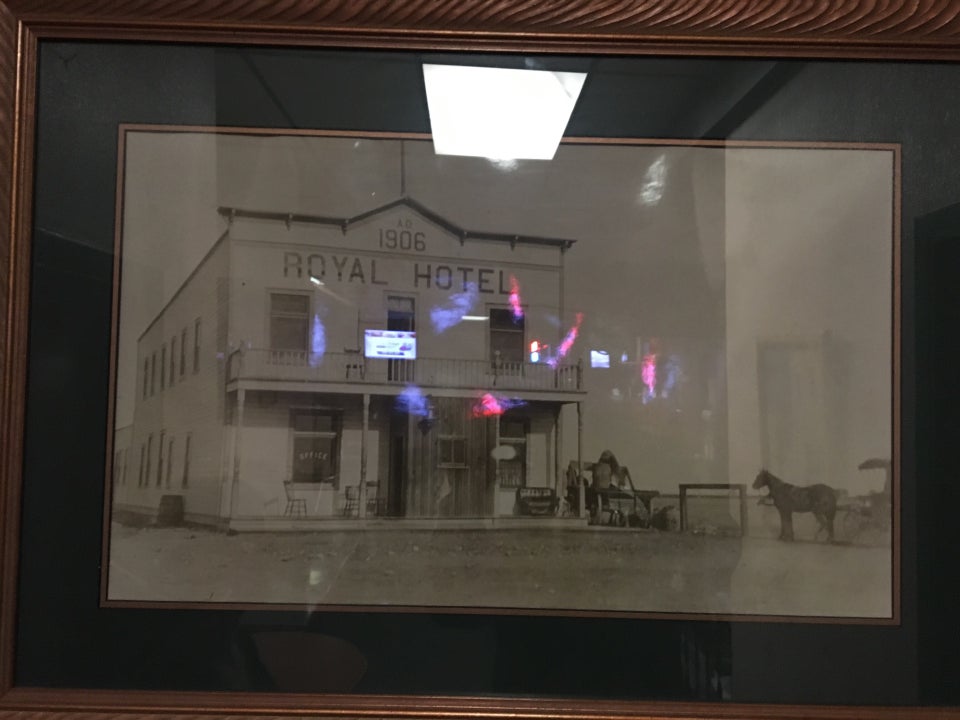 A.D.
1906
ROYAL HOTEL
OFFICE